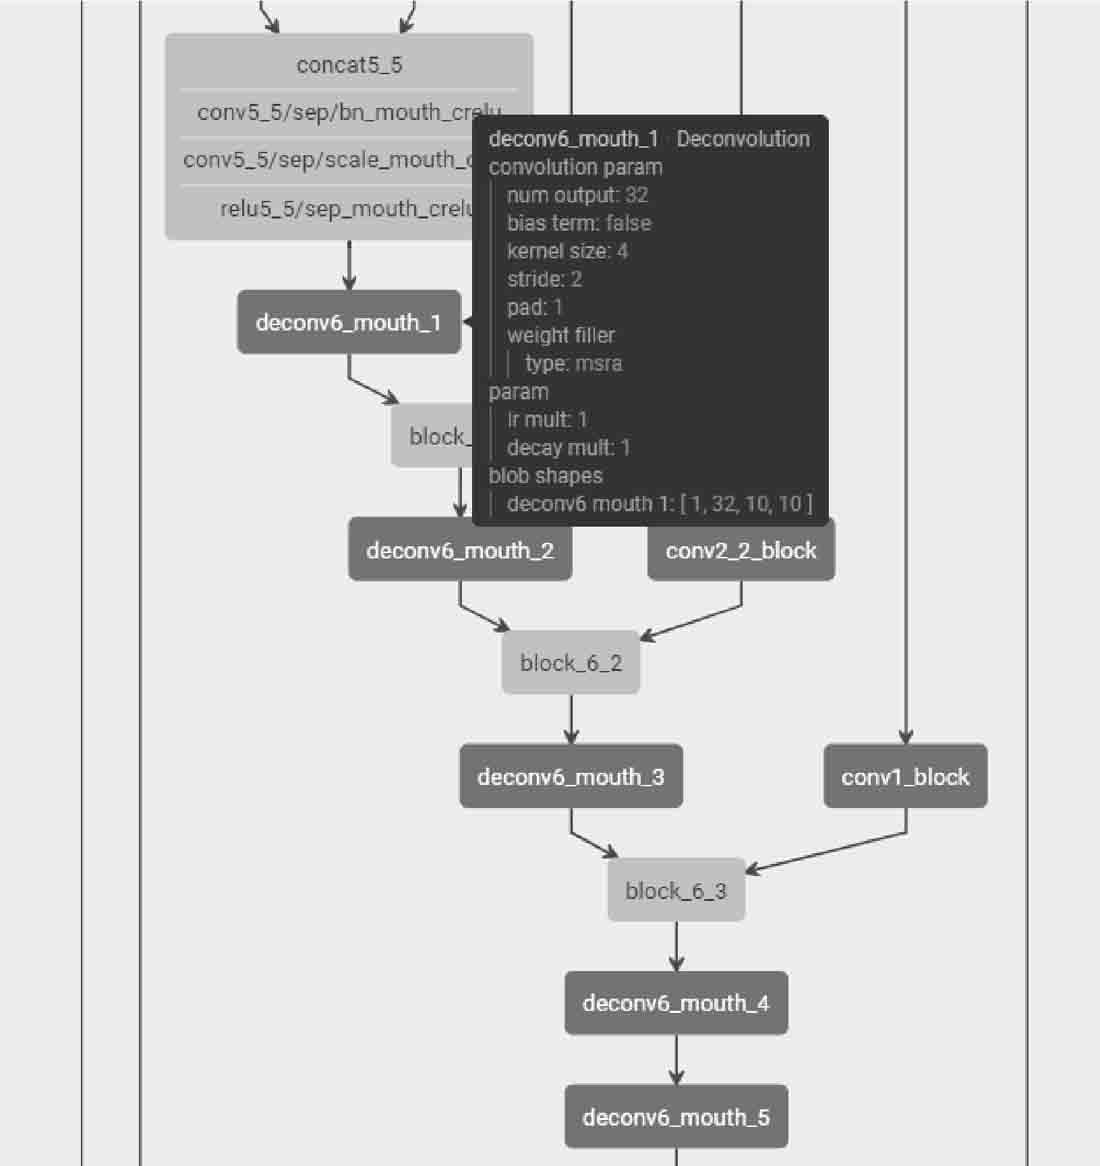 concat5_5
conv5_5/sep/bn_mouth_crelu
conv5_5/sep/scale_mouth_c
relu5_5/sep_mouth_crelu
deconv6_mouth_1 Deconvolution
convolution param
num output: 32
bias term: false
kernel size: 4
stride: 2
pad: 1
weight filler
type: msra
param
lr mult: 1
decay mult: 1
blob shapes
deconv6 mouth 1: [ 1, 32, 10, 10 ]
deconv6_mouth_1
block_
deconv6_mouth_2
conv2_2_block
block_6_2
deconv6_mouth_3
conv1_block
block_6_3
deconv6_mouth_4
deconv6_mouth_5